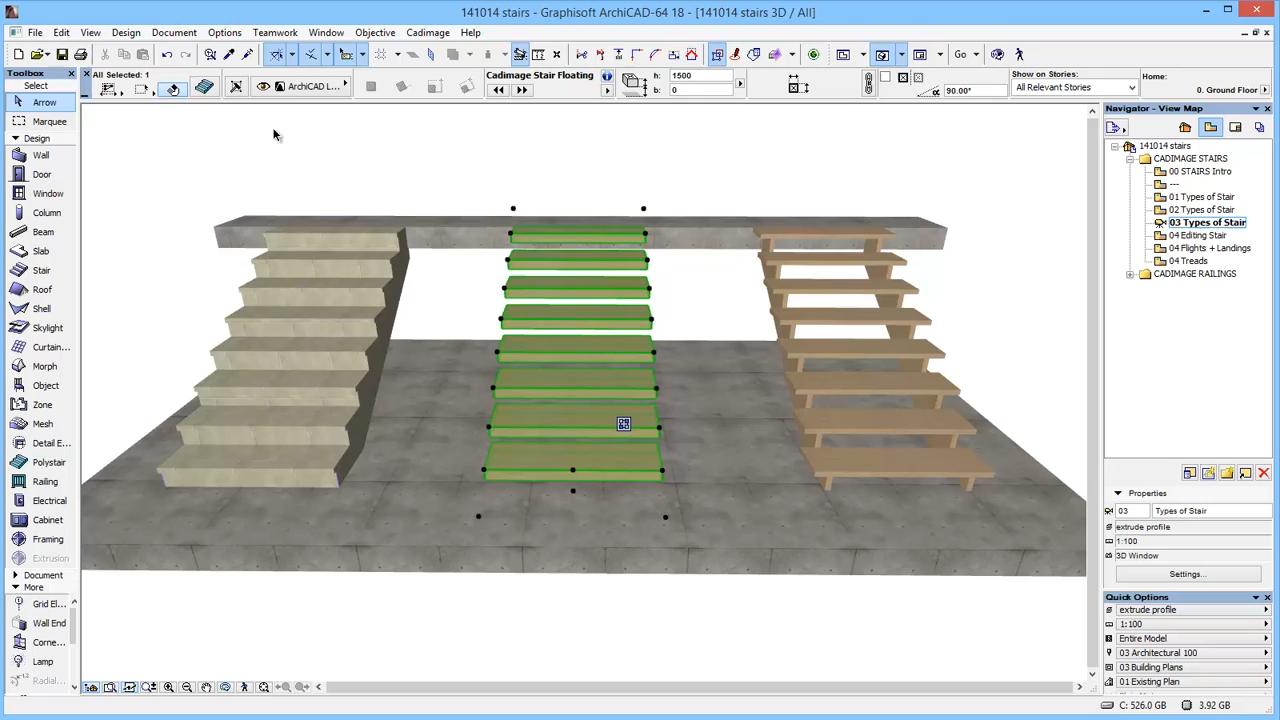 141014 stairs - Graphisoft ArchiCAD-64 18 - [141014 stairs 3D / All]
File Edit View Design Document Options Teamwork Window Objective Cadimage Help
Go
Toolbox
All Selected: 1
ArchiCAD L...
Cadimage Stair Floating
h: 1500
b: 0
90.00°
Show on Stories:
All Relevant Stories
Home:
0. Ground Floor
Select
Arrow
Marquee
Design
Wall
Door
Window
Column
Beam
Slab
Stair
Roof
Shell
Skylight
Curtain...
Morph
Object
Zone
Mesh
Detail E...
Polystair
Railing
Electrical
Cabinet
Framing
Extrusion
Document
More
Grid El...
Wall End
Corne...
Lamp
Radial...
Navigator - View Map
141014 stairs
CADIMAGE STAIRS
00 STAIRS Intro
---
01 Types of Stair
02 Types of Stair
03 Types of Stair
04 Editing Stair
04 Flights + Landings
04 Treads
CADIMAGE RAILINGS
Properties
03 Types of Stair
extrude profile
1:100
3D Window
Settings...
Quick Options
extrude profile
1:100
Entire Model
03 Architectural 100
03 Building Plans
01 Existing Plan
C: 526.0 GB
3.92 GB